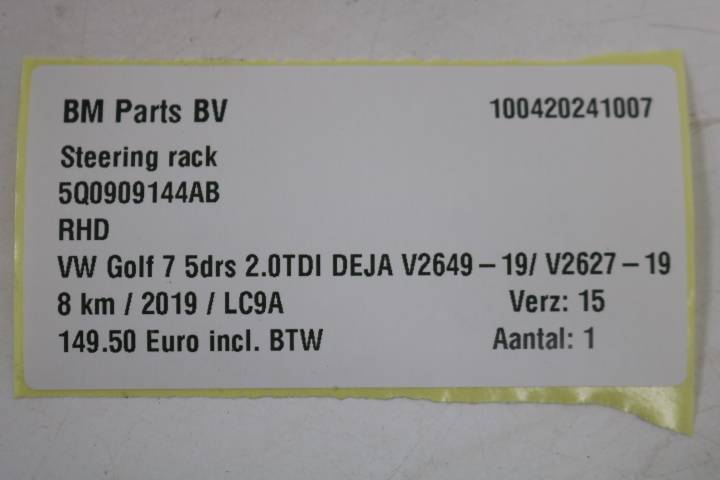 BM Parts BV 100420241007
Steering rack
5Q0909144AB
RHD
VW Golf 7 5drs 2.0TDI DEJA V2649 – 19/ V2627 – 19
8 km / 2019 / LC9A Verz: 15
149.50 Euro incl. BTW Aantal: 1